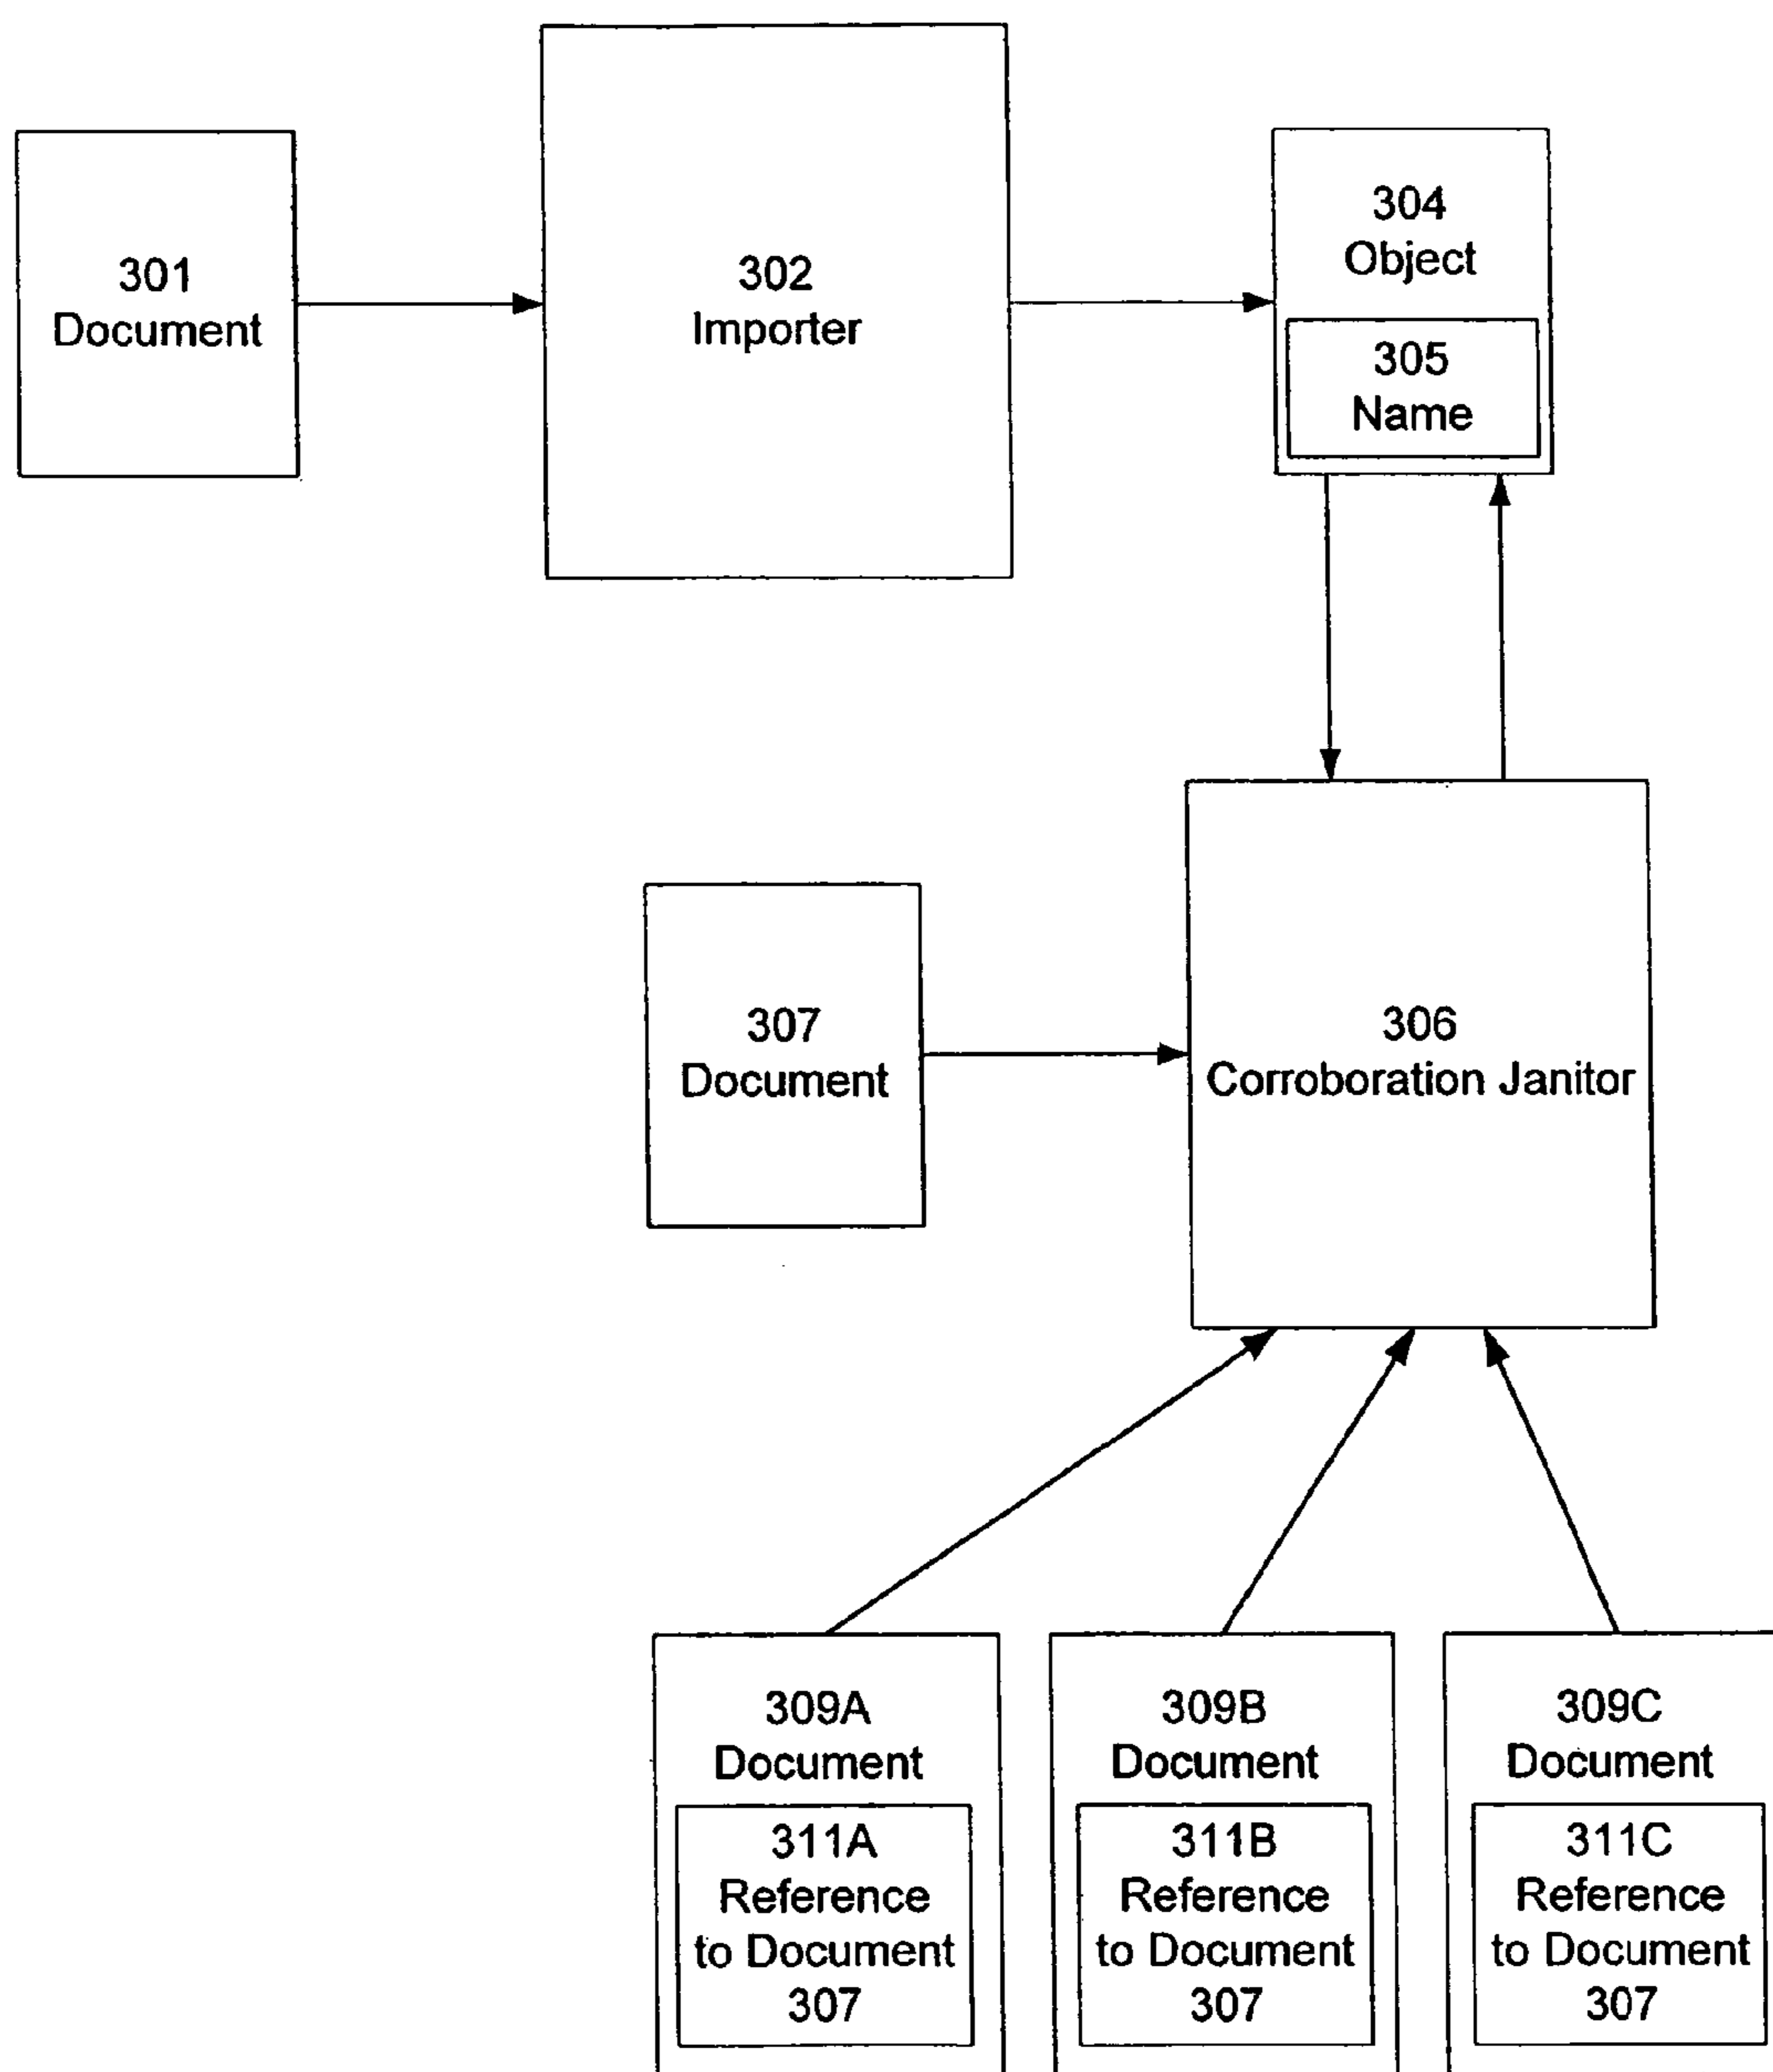 301
Document
302
Importer
304
Object
305
Name
307
Document
306
Corroboration Janitor
309A
Document
311A
Reference
to Document
307
309B
Document
311B
Reference
to Document
307
309C
Document
311C
Reference
to Document
307